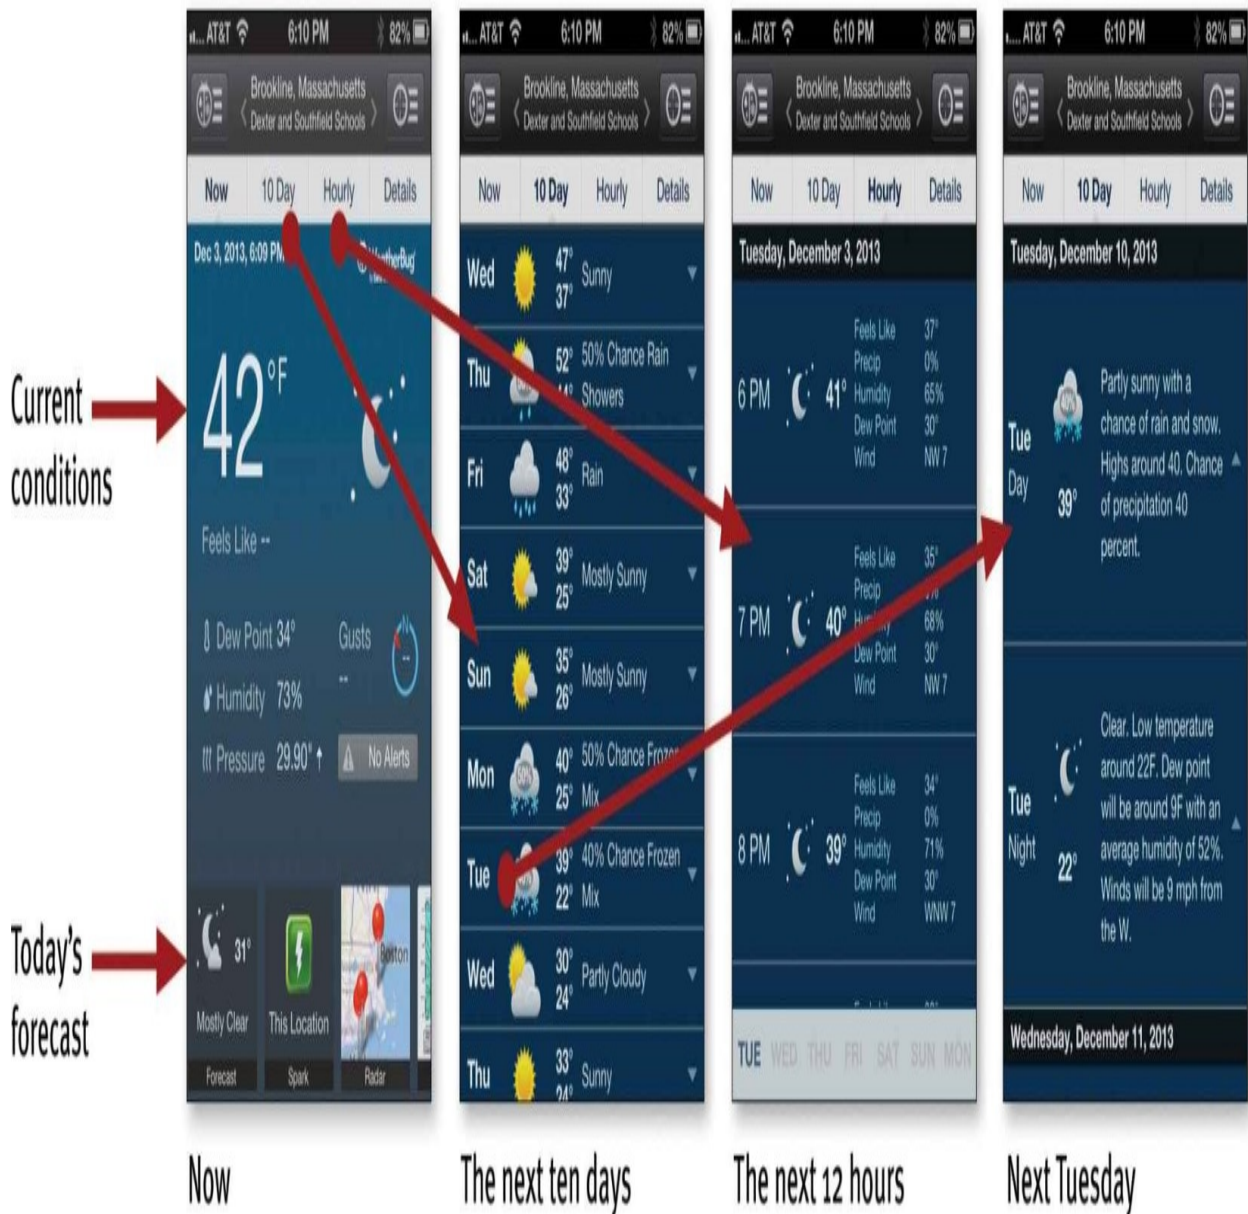 AT&T 6:10 PM 82%
Brookline, Massachusetts
Dexter and Southfield Schools
Now 10 Day Hourly Details
Dec 3, 2013, 6:09 PM
WeatherBug
42°F
Feels Like --
Dew Point 34° Gusts
--
--
Humidity 73%
Pressure 29.90" No Alerts
31°
Boston
Mostly Clear This Location
Forecast Spark Radar
Current
conditions
Today's
forecast
Now
AT&T 6:10 PM 82%
Brookline, Massachusetts
Dexter and Southfield Schools
Now 10 Day Hourly Details
Wed 47° Sunny
37°
Thu 52° 50% Chance Rain
Showers
Fri 48° Rain
33°
Sat 39° Mostly Sunny
25°
Sun 35° Mostly Sunny
26°
Mon 50% 40° 50% Chance Frozen
25° Mix
Tue 39° 40% Chance Frozen
22° Mix
Wed 30° Partly Cloudy
24°
Thu 33° Sunny
24°
The next ten days
AT&T 6:10 PM 82%
Brookline, Massachusetts
Dexter and Southfield Schools
Now 10 Day Hourly Details
Tuesday, December 3, 2013
6 PM 41°
Feels Like 37°
Precip 0%
Humidity 65%
Dew Point 30°
Wind NW 7
7 PM 40°
Feels Like 35°
Precip
Humidity 68%
Dew Point 30°
Wind NW 7
8 PM 39°
Feels Like 34°
Precip 0%
Humidity 71%
Dew Point 30°
Wind WNW 7
TUE WED THU FRI SAT SUN MON
The next 12 hours
AT&T 6:10 PM 82%
Brookline, Massachusetts
Dexter and Southfield Schools
Now 10 Day Hourly Details
Tuesday, December 10, 2013
Tue
Day
40%
39°
Partly sunny with a
chance of rain and snow.
Highs around 40. Chance
of precipitation 40
percent.
Tue
Night
22°
Clear. Low temperature
around 22F. Dew point
will be around 9F with an
average humidity of 52%.
Winds will be 9 mph from
the W.
Wednesday, December 11, 2013
Next Tuesday